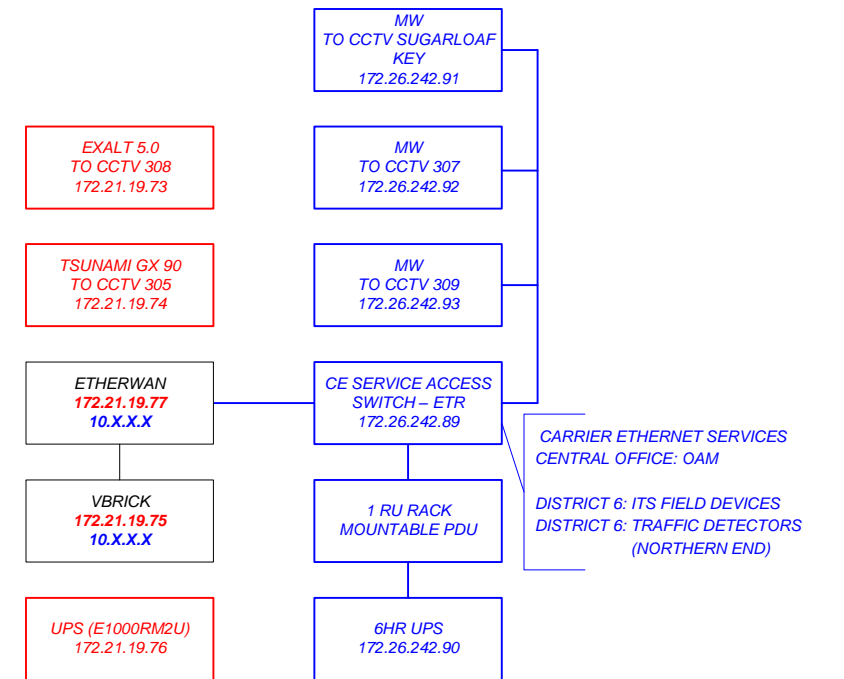 MW
TO CCTV SUGARLOAF
KEY
172.26.242.91
EXALT 5.0
TO CCTV 308
172.21.19.73
MW
TO CCTV 307
172.26.242.92
TSUNAMI GX 90
TO CCTV 305
172.21.19.74
MW
TO CCTV 309
172.26.242.93
ETHERWAN
172.21.19.77
10.X.X.X
CE SERVICE ACCESS
SWITCH – ETR
172.26.242.89
CARRIER ETHERNET SERVICES
CENTRAL OFFICE: OAM
DISTRICT 6: ITS FIELD DEVICES
DISTRICT 6: TRAFFIC DETECTORS
(NORTHERN END)
VBRICK
172.21.19.75
10.X.X.X
1 RU RACK
MOUNTABLE PDU
UPS (E1000RM2U)
172.21.19.76
6HR UPS
172.26.242.90